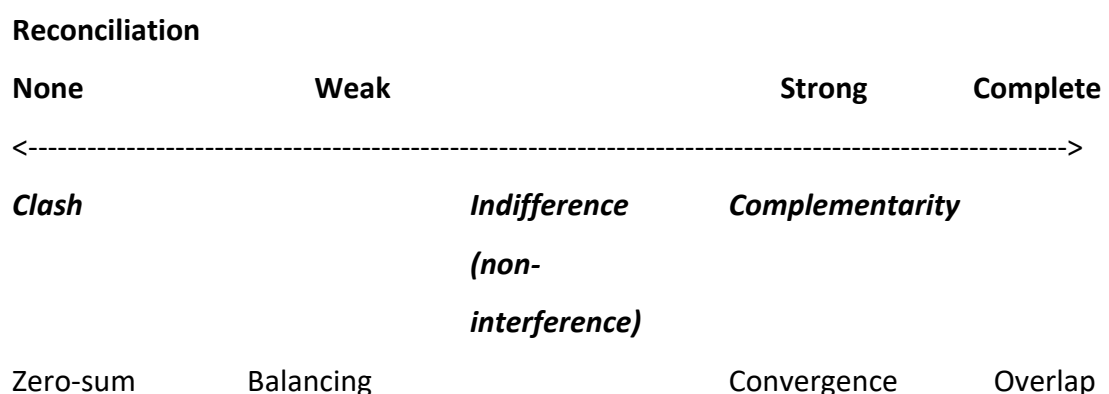 Reconciliation
None Weak Strong Complete
<---------------------------------------------------------------------------------------------------------->
Clash Indifference Complementarity
(non-
interference)
Zero-sum Balancing Convergence Overlap